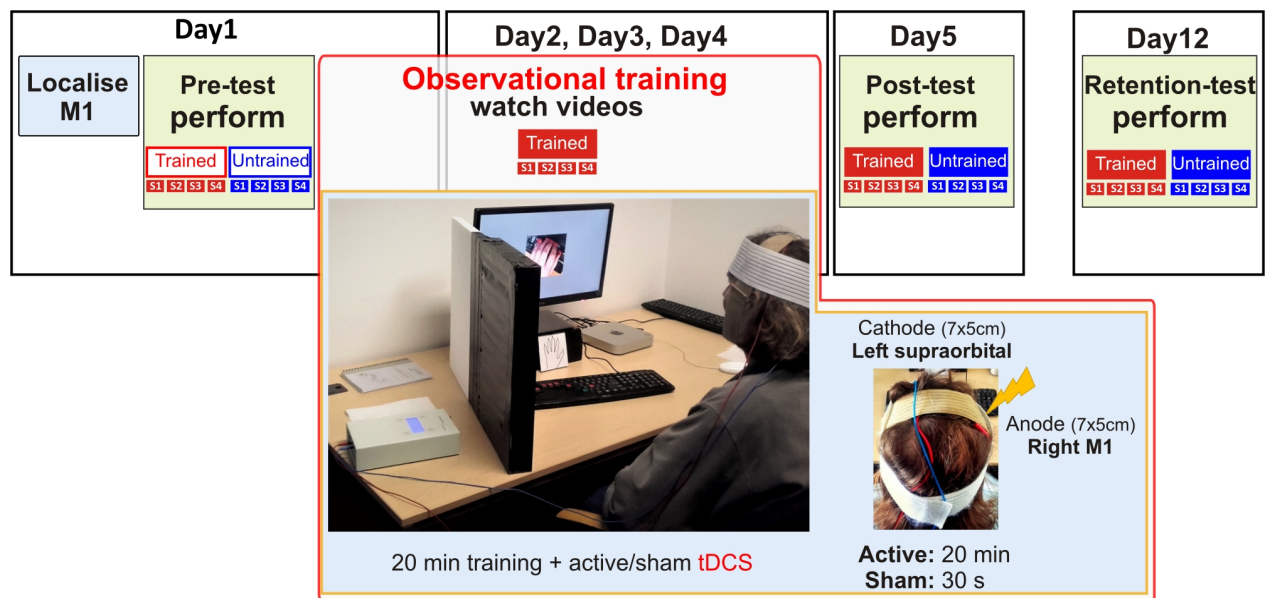 Day1
Localise
M1
Pre-test
perform
Trained Untrained
S1 S2 S3 S4 S1 S2 S3 S4
Day2, Day3, Day4
Observational training
watch videos
Trained
S1 S2 S3 S4
Day5
Post-test
perform
Trained Untrained
S1 S2 S3 S4 S1 S2 S3 S4
Day12
Retention-test
perform
Trained Untrained
S1 S2 S3 S4 S1 S2 S3 S4
20 min training + active/sham tDCS
Cathode (7x5cm)
Left supraorbital
Anode (7x5cm)
Right M1
Active: 20 min
Sham: 30 s